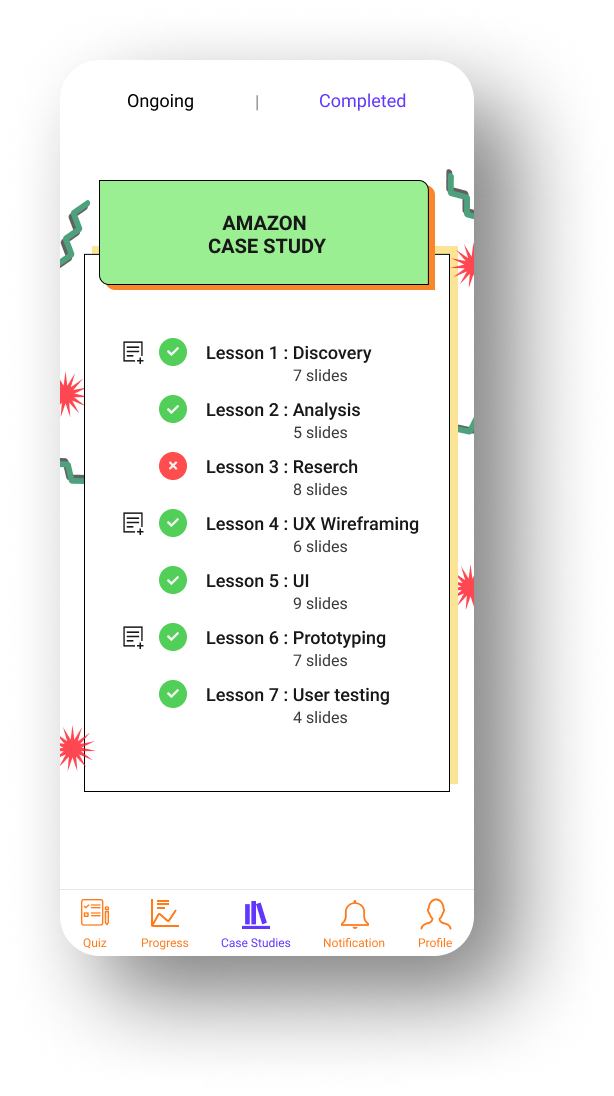 Ongoing | Completed
AMAZON
CASE STUDY
Lesson 1 : Discovery
7 slides
Lesson 2 : Analysis
5 slides
Lesson 3 : Reserch
8 slides
Lesson 4 : UX Wireframing
6 slides
Lesson 5 : UI
9 slides
Lesson 6 : Prototyping
7 slides
Lesson 7 : User testing
4 slides
Quiz Progress Case Studies Notification Profile